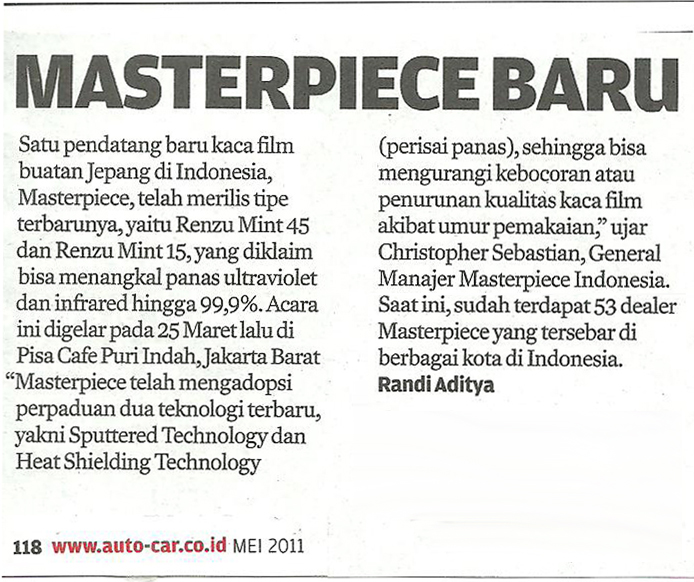 MASTERPIECE BARU
Satu pendatang baru kaca film
buatan Jepang di Indonesia,
Masterpiece, telah merilis tipe
terbarunya, yaitu Renzu Mint 45
dan Renzu Mint 15, yang diklaim
bisa menangkal panas ultraviolet
dan infrared hingga 99,9%. Acara
ini digelar pada 25 Maret lalu di
Pisa Cafe Puri Indah, Jakarta Barat
“Masterpiece telah mengadopsi
perpaduan dua teknologi terbaru,
yakni Sputtered Technology dan
Heat Shielding Technology
(perisai panas), sehingga bisa
mengurangi kebocoran atau
penurunan kualitas kaca film
akibat umur pemakaian,” ujar
Christopher Sebastian, General
Manajer Masterpiece Indonesia.
Saat ini, sudah terdapat 53 dealer
Masterpiece yang tersebar di
berbagai kota di Indonesia.
Randi Aditya
118 www.auto-car.co.id MEI 2011